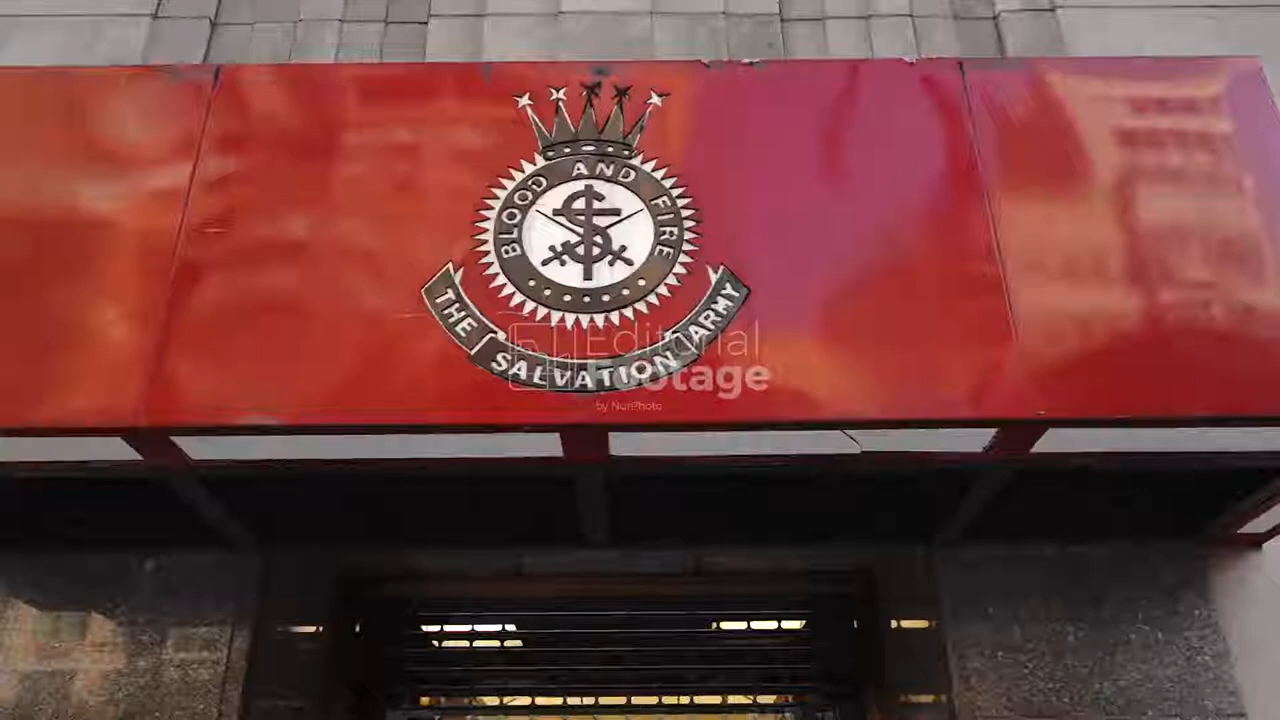 BLOOD AND FIRE
S
THE SALVATION ARMY
Editorial
Footage
by NurPhoto